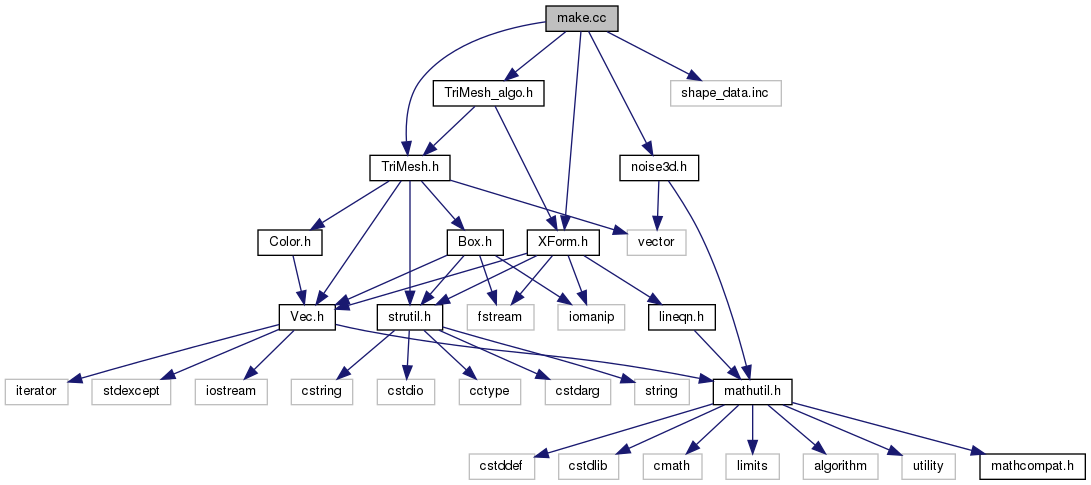 make.cc
TriMesh_algo.h
shape_data.inc
TriMesh.h
noise3d.h
Color.h
Box.h
XForm.h
vector
Vec.h
strutil.h
fstream
iomanip
lineqn.h
iterator
stdexcept
iostream
cstring
cstdio
cctype
cstdarg
string
mathutil.h
cstddef
cstdlib
cmath
limits
algorithm
utility
mathcompat.h